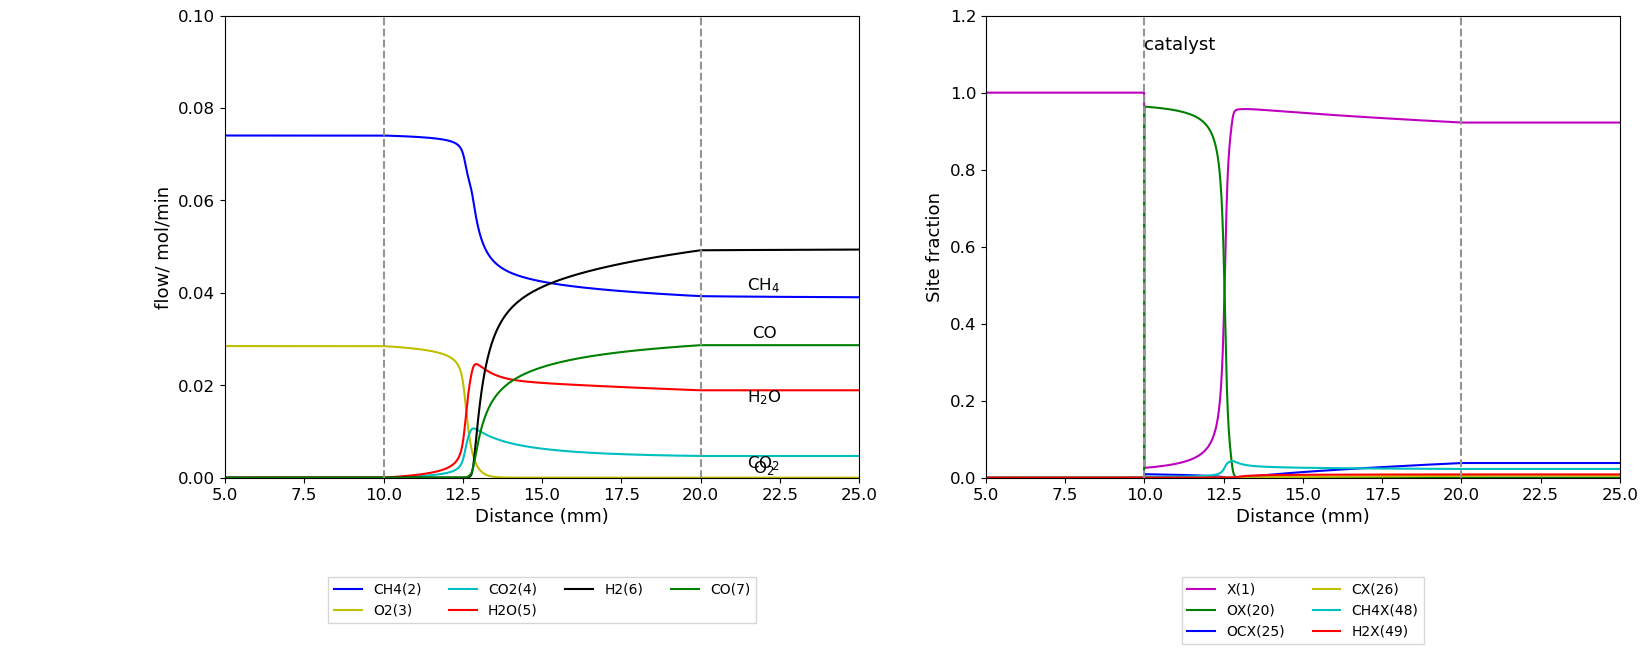 0.10
0.08
0.06
0.04
0.02
0.00
flow/ mol/min
CH4
CO
H2O
CO2
O2
5.0 7.5 10.0 12.5 15.0 17.5 20.0 22.5 25.0
Distance (mm)
CH4(2) CO2(4) H2(6) CO(7)
O2(3) H2O(5)
1.2
1.0
0.8
0.6
0.4
0.2
0.0
Site fraction
catalyst
5.0 7.5 10.0 12.5 15.0 17.5 20.0 22.5 25.0
Distance (mm)
X(1) CX(26)
OX(20) CH4X(48)
OCX(25) H2X(49)